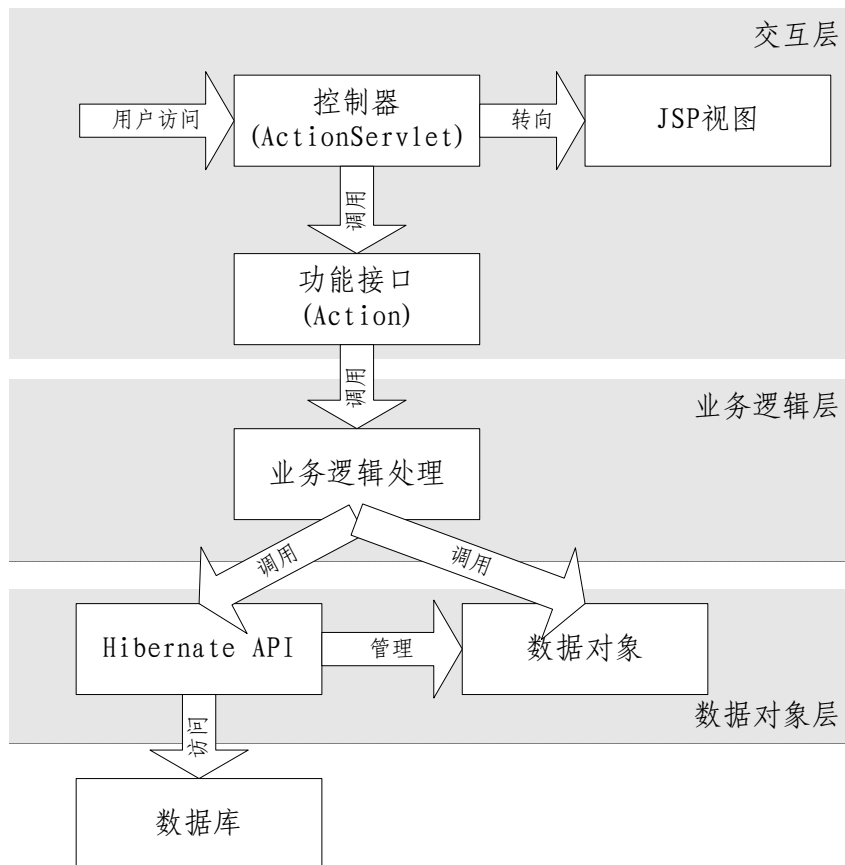 交互层
用户访问
控制器
(ActionServlet)
转向
JSP视图
调用
功能接口
(Action)
调用
业务逻辑层
业务逻辑处理
调用
调用
Hibernate API
管理
数据对象
数据对象层
访问
数据库